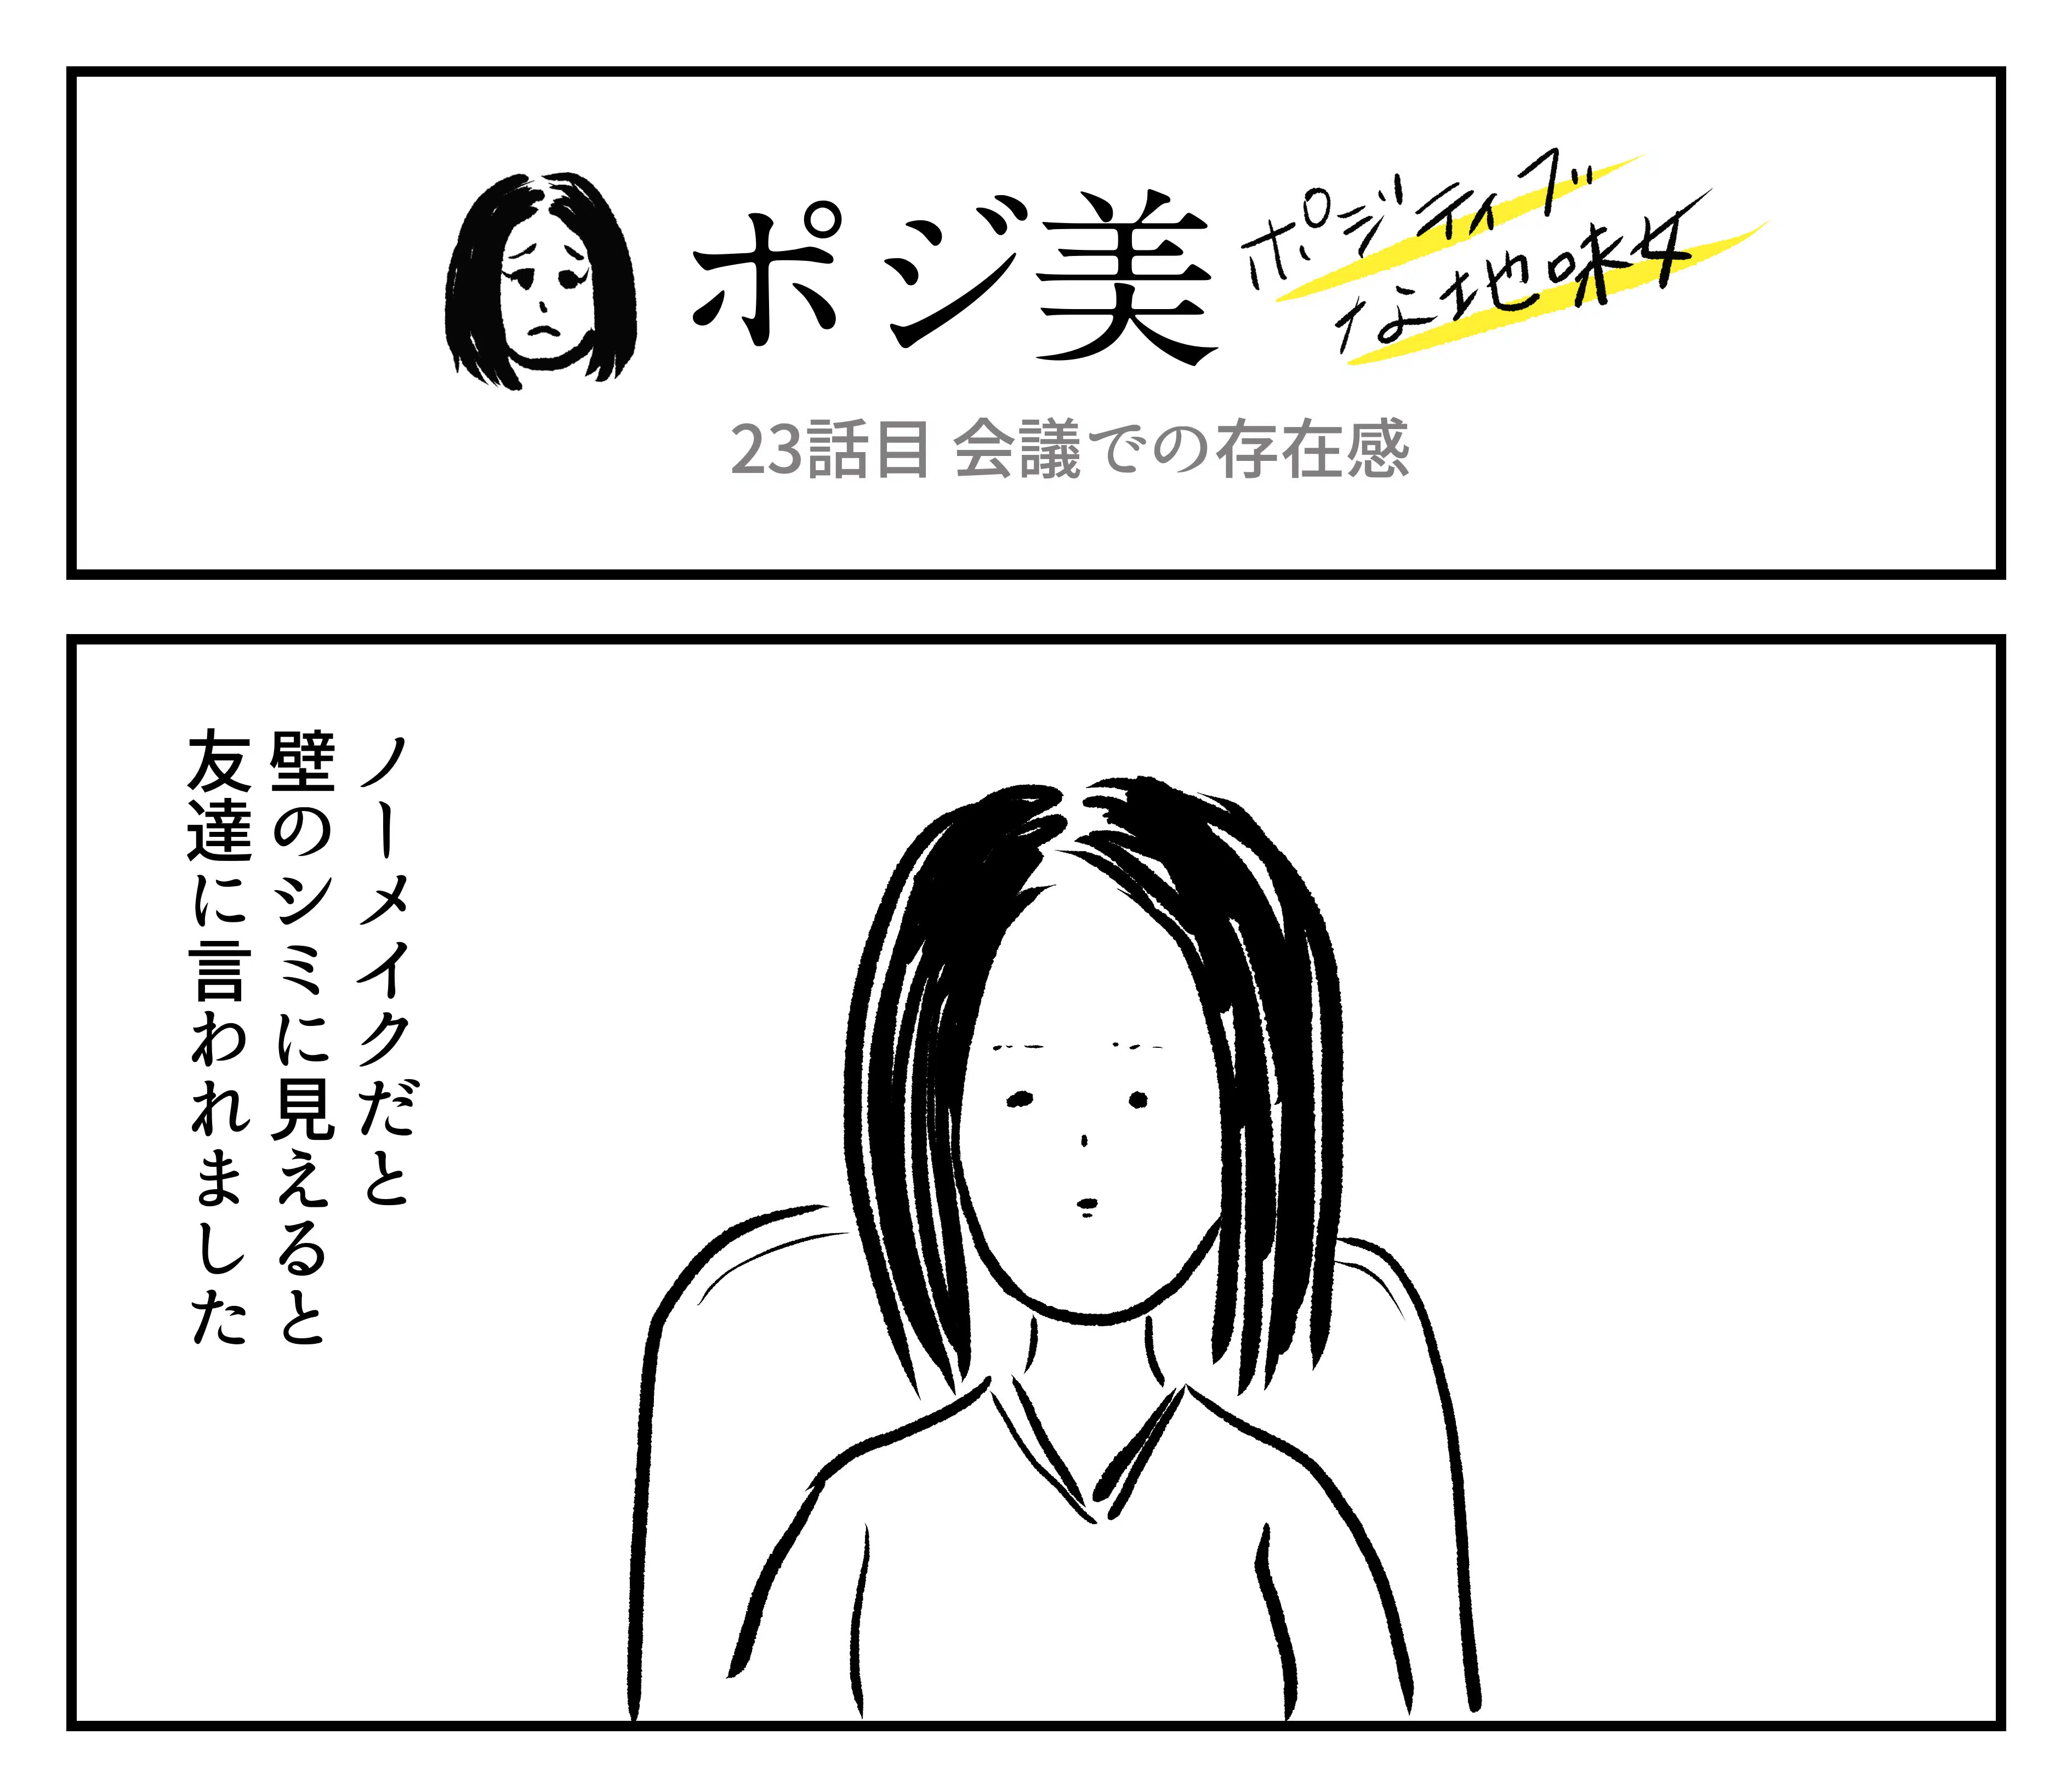 ポジ美
ポジティブ
な地味女
23話目 会議での存在感
ノーメイクだと
壁のシミに見えると
友達に言われました